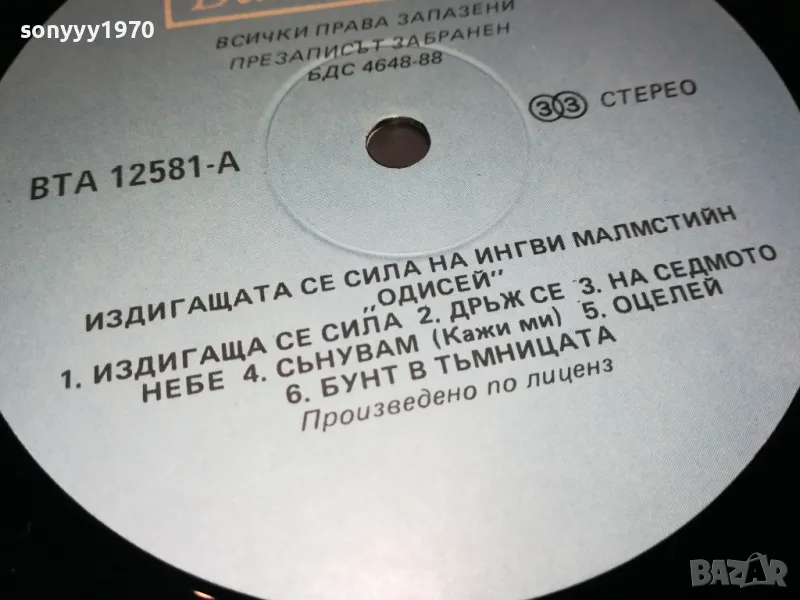 sonyyy1970
ВСИЧКИ ПРАВА ЗАПАЗЕНИ
ПРЕЗАПИСЪТ ЗАБРАНЕН
БДС 4648-88
33 СТЕРЕО
ВТА 12581-А
ИЗДИГАЩАТА СЕ СИЛА НА ИНГВИ МАЛМСТИЙН
„ОДИСЕЙ"
1. ИЗДИГАЩА СЕ СИЛА 2. ДРЪЖ СЕ 3. НА СЕДМОТО
НЕБЕ 4. СЪНУВАМ (Кажи ми) 5. ОЦЕЛЕЙ
6. БУНТ В ТЪМНИЦАТА
Произведено по лиценз
BAZAR